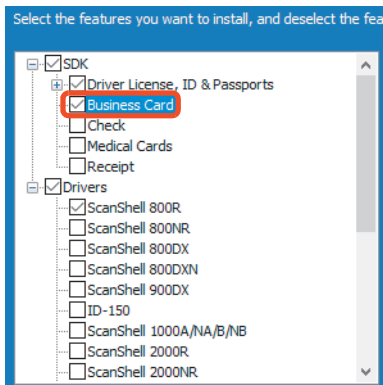 Select the features you want to install, and deselect the fea
SDK
Driver License, ID & Passports
Business Card
Check
Medical Cards
Receipt
Drivers
ScanShell 800R
ScanShell 800NR
ScanShell 800DX
ScanShell 800DXN
ScanShell 900DX
ID-150
ScanShell 1000A/NA/B/NB
ScanShell 2000R
ScanShell 2000NR